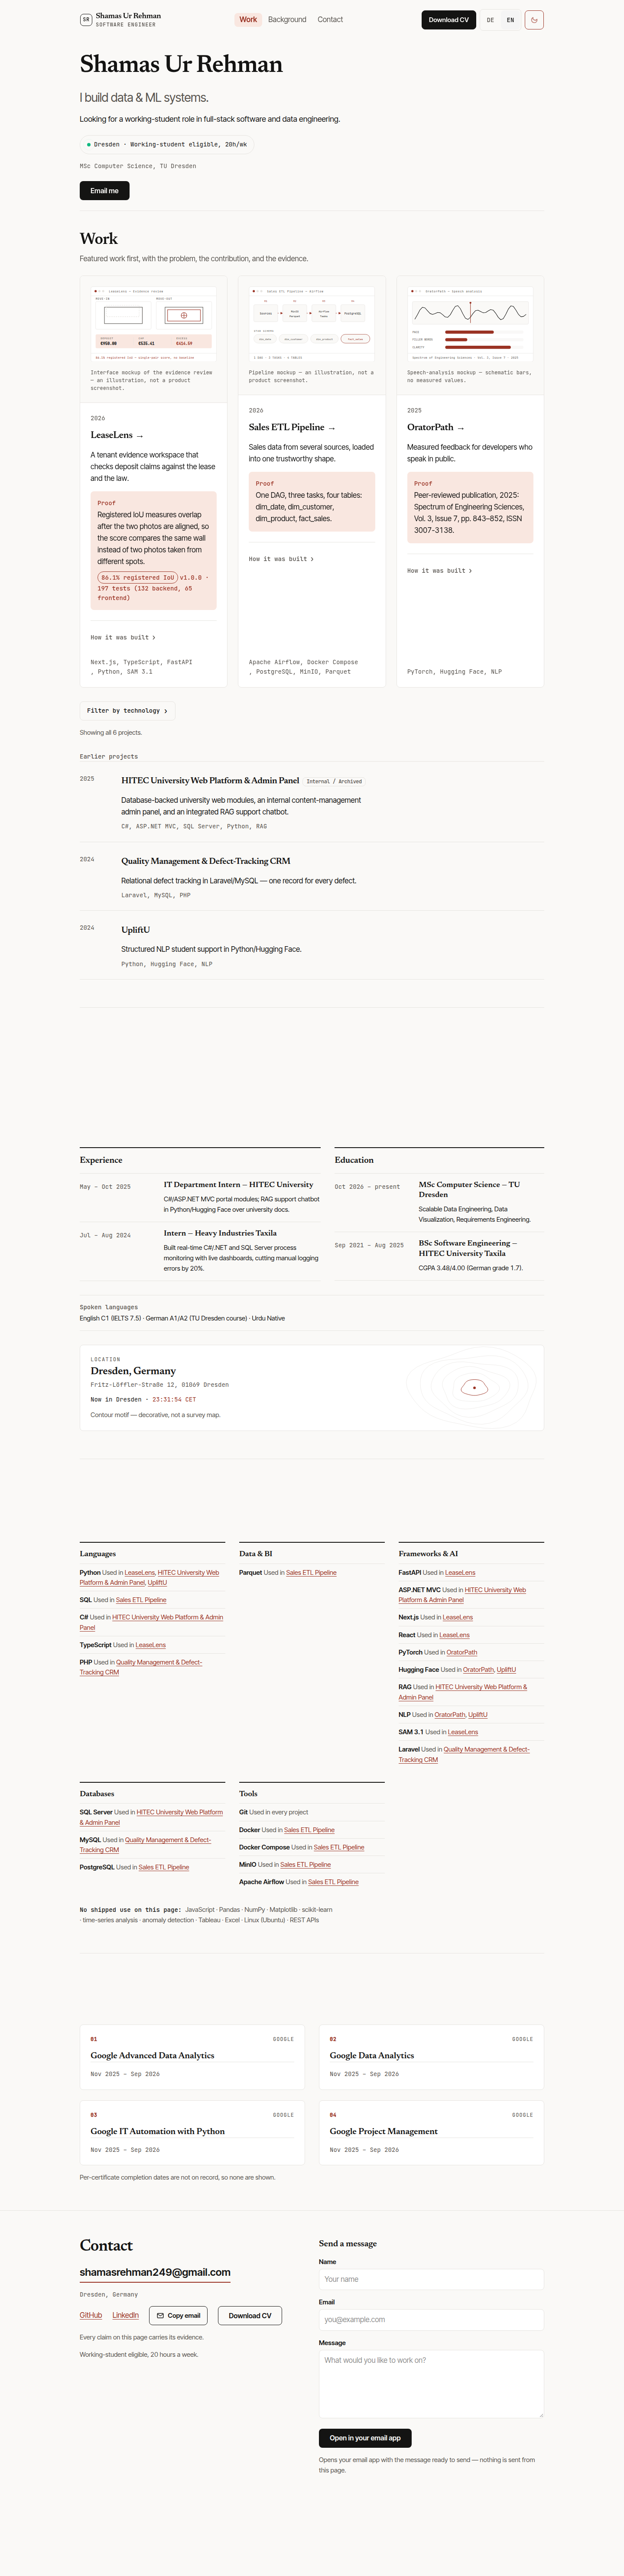 SR
Shamas Ur Rehman
SOFTWARE ENGINEER
Work
Background
Contact
Download CV
DE
EN
Shamas Ur Rehman
I build data & ML systems.
Looking for a working-student role in full-stack software and data engineering.
Dresden · Working-student eligible, 20h/wk
MSc Computer Science, TU Dresden
Email me
Work
Featured work first, with the problem, the contribution, and the evidence.
LeaseLens — Evidence review
Interface mockup of the evidence review
— an illustration, not a product
screenshot.
2026
LeaseLens →
A tenant evidence workspace that
checks deposit claims against the lease
and the law.
Proof
Registered IoU measures overlap
after the two photos are aligned, so
the score compares the same wall
instead of two photos taken from
different spots.
86.1% registered IoU v1.0.0 ·
197 tests (132 backend, 65
frontend)
How it was built ›
Next.js, TypeScript, FastAPI
, Python, SAM 3.1
Sales ETL Pipeline — Airflow
Pipeline mockup — an illustration, not a
product screenshot.
2026
Sales ETL Pipeline →
Sales data from several sources, loaded
into one trustworthy shape.
Proof
One DAG, three tasks, four tables:
dim_date, dim_customer,
dim_product, fact_sales.
How it was built ›
Apache Airflow, Docker Compose
, PostgreSQL, MinIO, Parquet
OratorPath — Speech analysis
Speech-analysis mockup — schematic bars,
no measured values.
2025
OratorPath →
Measured feedback for developers who
speak in public.
Proof
Peer-reviewed publication, 2025:
Spectrum of Engineering Sciences,
Vol. 3, Issue 7, pp. 843–852, ISSN
3007-3138.
How it was built ›
PyTorch, Hugging Face, NLP
Filter by technology ›
Showing all 6 projects.
Earlier projects
2025
HITEC University Web Platform & Admin Panel
Internal / Archived
Database-backed university web modules, an internal content-management
admin panel, and an integrated RAG support chatbot.
C#, ASP.NET MVC, SQL Server, Python, RAG
2024
Quality Management & Defect-Tracking CRM
Relational defect tracking in Laravel/MySQL — one record for every defect.
Laravel, MySQL, PHP
2024
UpliftU
Structured NLP student support in Python/Hugging Face.
Python, Hugging Face, NLP
Experience
May – Oct 2025
IT Department Intern — HITEC University
C#/ASP.NET MVC portal modules; RAG support chatbot
in Python/Hugging Face over university docs.
Jul – Aug 2024
Intern — Heavy Industries Taxila
Built real-time C#/.NET and SQL Server process
monitoring with live dashboards, cutting manual logging
errors by 20%.
Education
Oct 2026 – present
MSc Computer Science — TU
Dresden
Scalable Data Engineering, Data
Visualization, Requirements Engineering.
Sep 2021 – Aug 2025
BSc Software Engineering —
HITEC University Taxila
CGPA 3.48/4.00 (German grade 1.7).
Spoken languages
English C1 (IELTS 7.5) · German A1/A2 (TU Dresden course) · Urdu Native
LOCATION
Dresden, Germany
Fritz-Löffler-Straße 12, 01069 Dresden
Now in Dresden · 23:31:54 CET
Contour motif — decorative, not a survey map.
Languages
Python Used in LeaseLens, HITEC University Web
Platform & Admin Panel, UpliftU
SQL Used in Sales ETL Pipeline
C# Used in HITEC University Web Platform & Admin
Panel
TypeScript Used in LeaseLens
PHP Used in Quality Management & Defect-
Tracking CRM
Data & BI
Parquet Used in Sales ETL Pipeline
Frameworks & AI
FastAPI Used in LeaseLens
ASP.NET MVC Used in HITEC University Web
Platform & Admin Panel
Next.js Used in LeaseLens
React Used in LeaseLens
PyTorch Used in OratorPath
Hugging Face Used in OratorPath, UpliftU
RAG Used in HITEC University Web Platform &
Admin Panel
NLP Used in OratorPath, UpliftU
SAM 3.1 Used in LeaseLens
Laravel Used in Quality Management & Defect-
Tracking CRM
Databases
SQL Server Used in HITEC University Web Platform
& Admin Panel
MySQL Used in Quality Management & Defect-
Tracking CRM
PostgreSQL Used in Sales ETL Pipeline
Tools
Git Used in every project
Docker Used in Sales ETL Pipeline
Docker Compose Used in Sales ETL Pipeline
MinIO Used in Sales ETL Pipeline
Apache Airflow Used in Sales ETL Pipeline
No shipped use on this page: JavaScript · Pandas · NumPy · Matplotlib · scikit-learn
· time-series analysis · anomaly detection · Tableau · Excel · Linux (Ubuntu) · REST APIs
01
GOOGLE
Google Advanced Data Analytics
Nov 2025 – Sep 2026
02
GOOGLE
Google Data Analytics
Nov 2025 – Sep 2026
03
GOOGLE
Google IT Automation with Python
Nov 2025 – Sep 2026
04
GOOGLE
Google Project Management
Nov 2025 – Sep 2026
Per-certificate completion dates are not on record, so none are shown.
Contact
shamasrehman249@gmail.com
Dresden, Germany
GitHub
LinkedIn
Copy email
Download CV
Every claim on this page carries its evidence.
Working-student eligible, 20 hours a week.
Send a message
Name
Your name
Email
you@example.com
Message
What would you like to work on?
Open in your email app
Opens your email app with the message ready to send — nothing is sent from
this page.